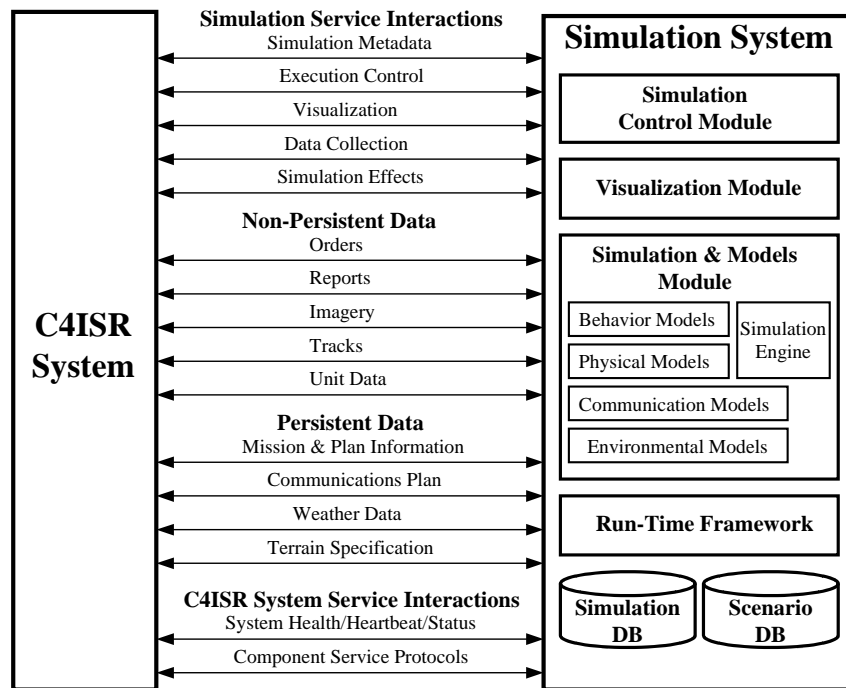 C4ISR
System
Simulation Service Interactions
Simulation Metadata
Execution Control
Visualization
Data Collection
Simulation Effects
Non-Persistent Data
Orders
Reports
Imagery
Tracks
Unit Data
Persistent Data
Mission & Plan Information
Communications Plan
Weather Data
Terrain Specification
C4ISR System Service Interactions
System Health/Heartbeat/Status
Component Service Protocols
Simulation System
Simulation
Control Module
Visualization Module
Simulation & Models
Module
Behavior Models
Physical Models
Simulation
Engine
Communication Models
Environmental Models
Run-Time Framework
Simulation
DB
Scenario
DB